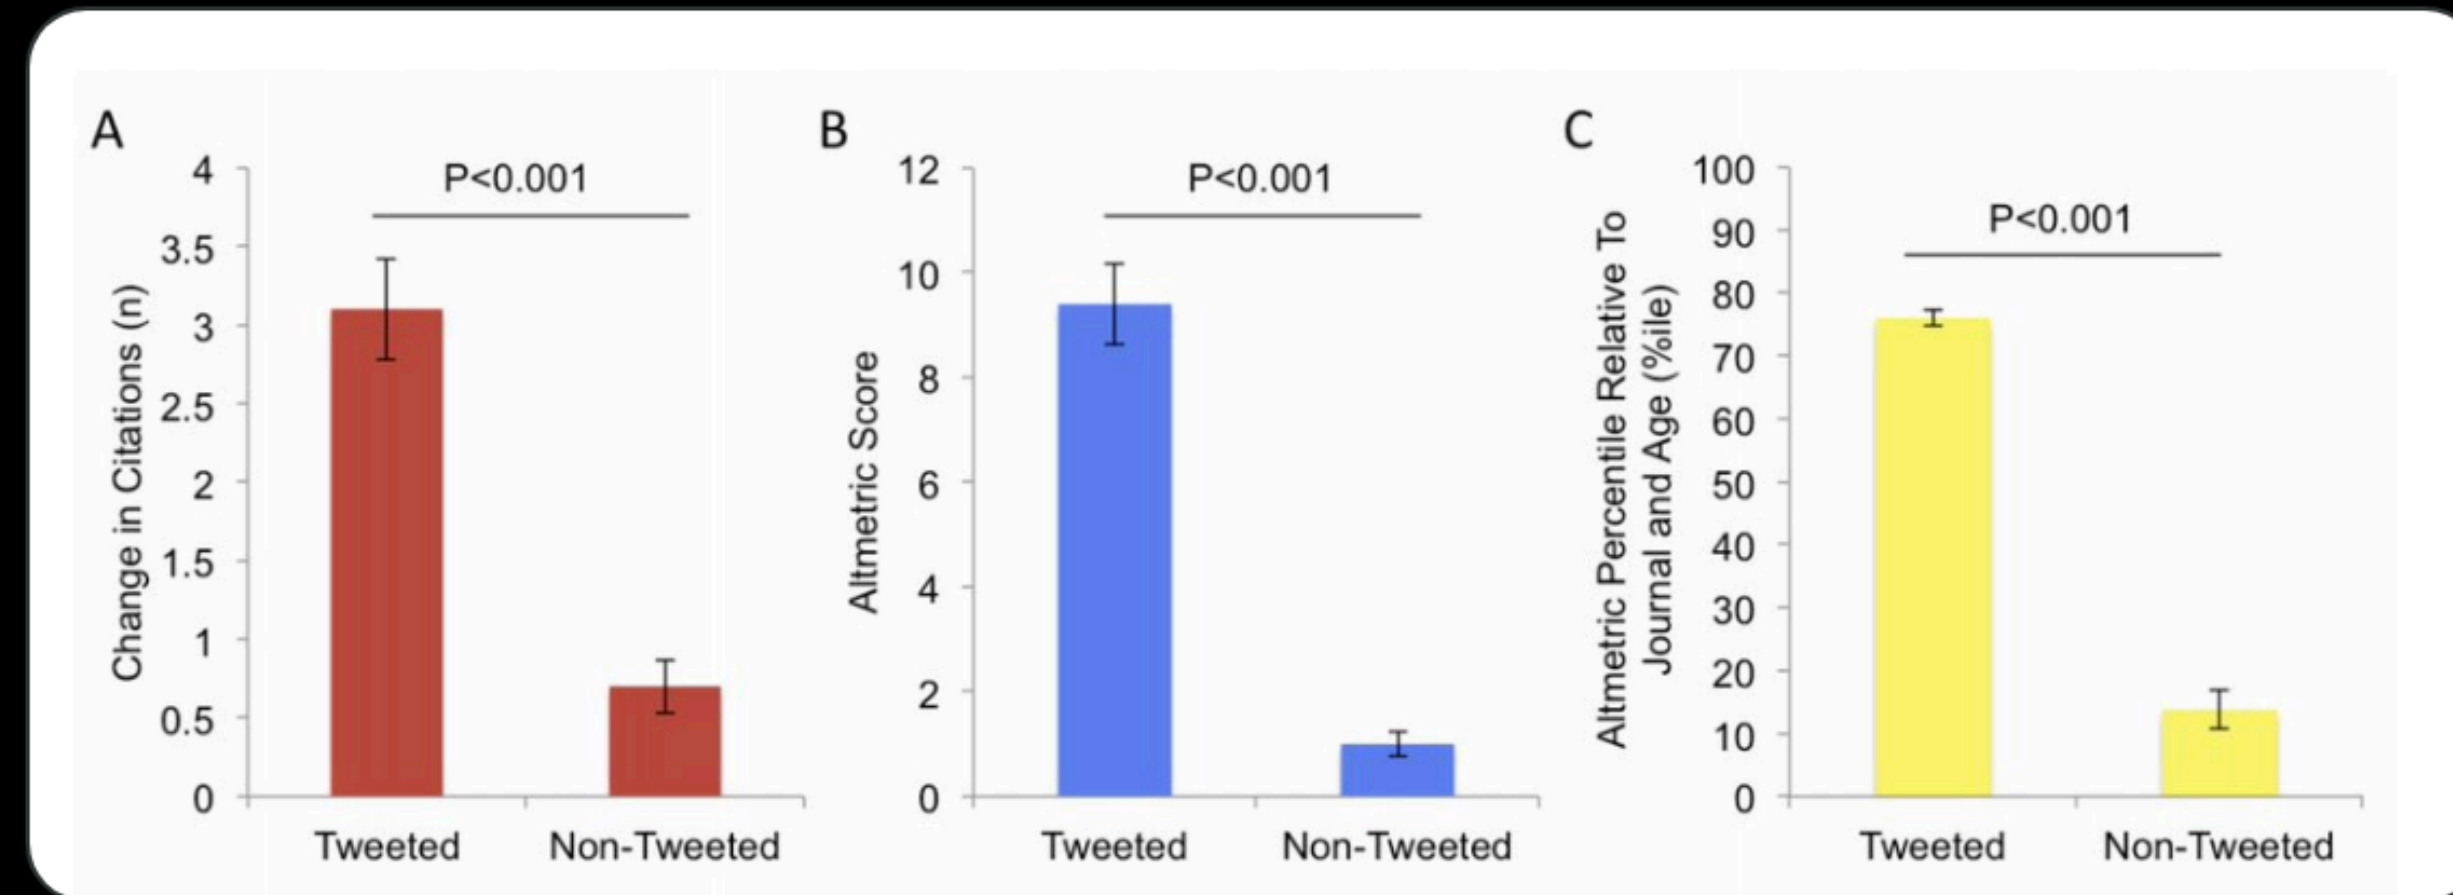 A
P<0.001
4
3.5
3
2.5
2
1.5
1
0.5
0
Change in Citations (n)
Tweeted
Non-Tweeted
B
P<0.001
12
10
8
6
4
2
0
Altmetric Score
Tweeted
Non-Tweeted
C
P<0.001
100
90
80
70
60
50
40
30
20
10
0
Altmetric Percentile Relative To
Journal and Age (%ile)
Tweeted
Non-Tweeted